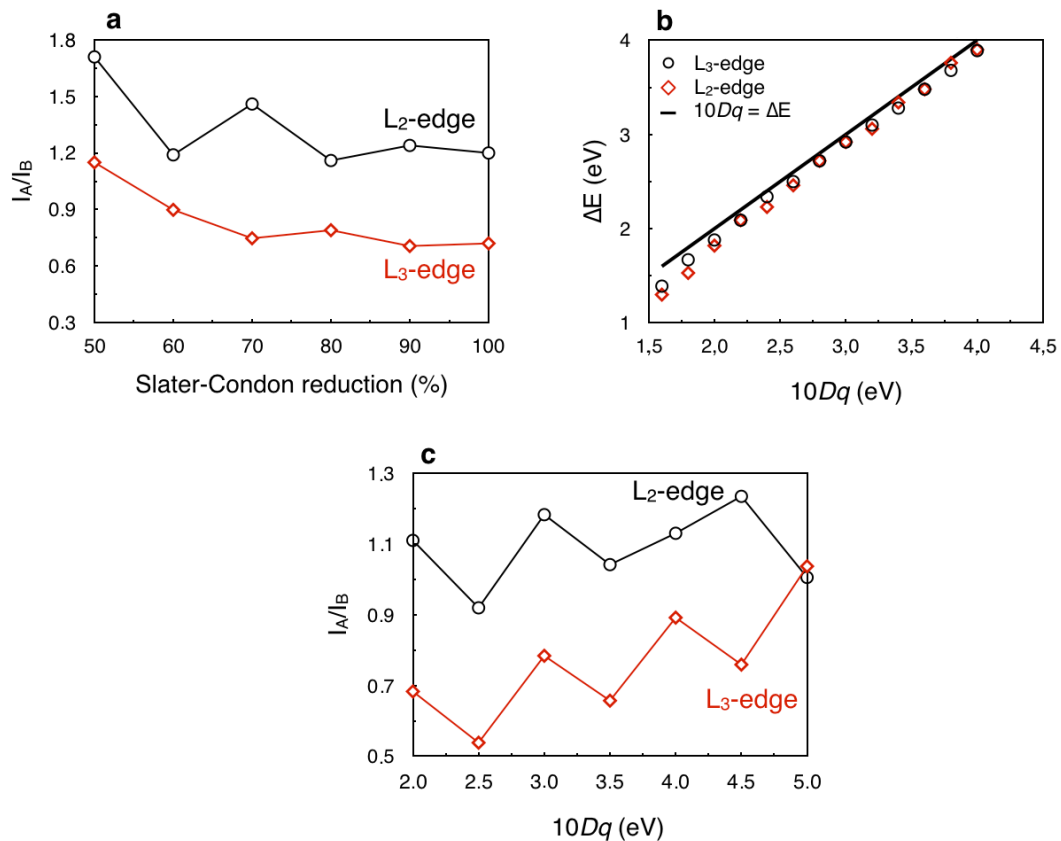 a
1.8
1.5
1.2
0.9
0.6
0.3
I_A/I_B
L₂-edge
L₃-edge
50 60 70 80 90 100
Slater-Condon reduction (%)
b
4
3
2
1
ΔE (eV)
L₃-edge
L₂-edge
10Dq = ΔE
1,5 2,0 2,5 3,0 3,5 4,0 4,5
10Dq (eV)
c
1.3
1.1
0.9
0.7
0.5
I_A/I_B
L₂-edge
L₃-edge
2.0 2.5 3.0 3.5 4.0 4.5 5.0
10Dq (eV)